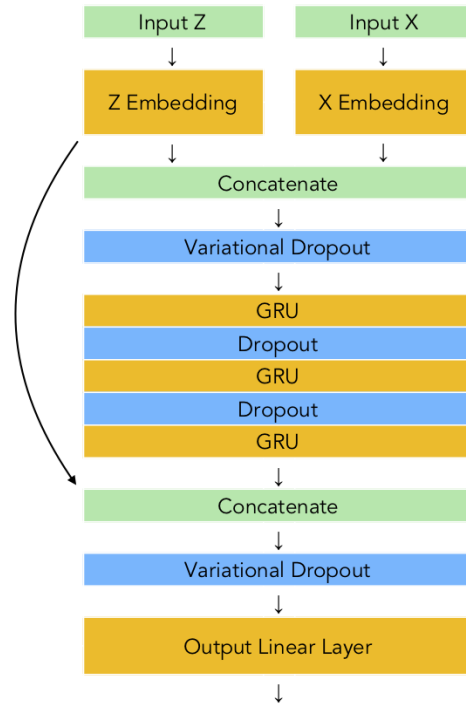 Input Z
Input X
Z Embedding
X Embedding
Concatenate
Variational Dropout
GRU
Dropout
GRU
Dropout
GRU
Concatenate
Variational Dropout
Output Linear Layer